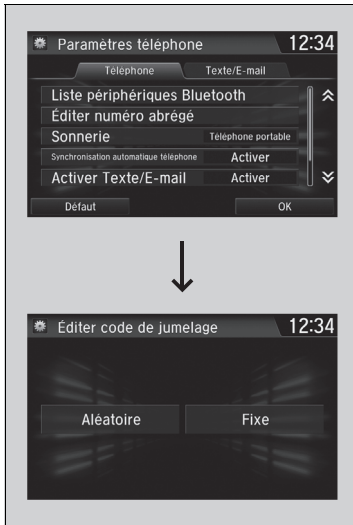 Paramètres téléphone 12:34
Téléphone Texte/E-mail
Liste périphériques Bluetooth
Éditer numéro abrégé
Sonnerie Téléphone portable
Synchronisation automatique téléphone Activer
Activer Texte/E-mail Activer
Défaut OK
Éditer code de jumelage 12:34
Aléatoire Fixe